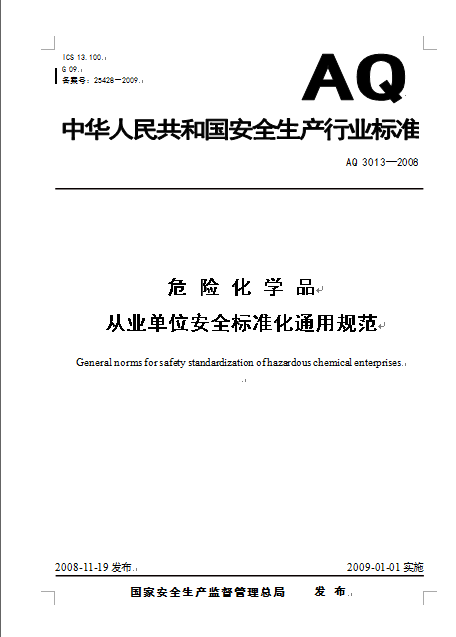 ICS 13.100.
G 09.
备案号：25428—2009.
AQ
中华人民共和国安全生产行业标准
AQ 3013—2008
危 险 化 学 品
从业单位安全标准化通用规范
General norms for safety standardization of hazardous chemical enterprises.
2008-11-19 发布.
2009-01-01 实施
国家安全生产监督管理总局 发 布.